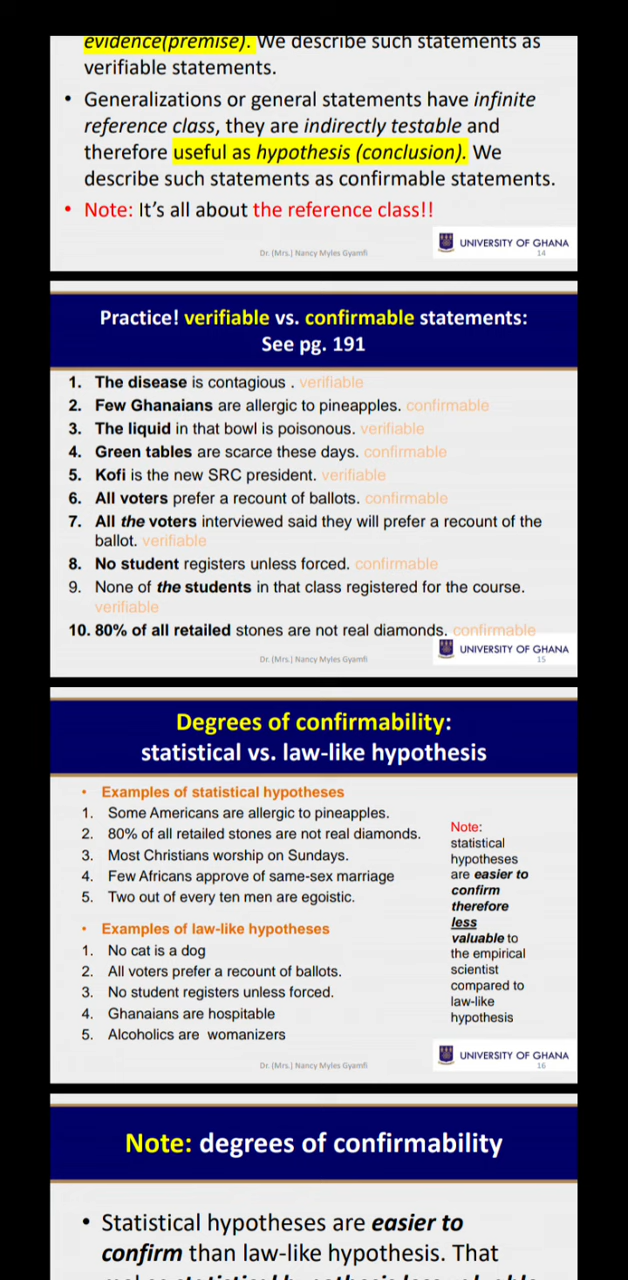 evidence(premise). We describe such statements as
verifiable statements.
• Generalizations or general statements have infinite
reference class, they are indirectly testable and
therefore useful as hypothesis (conclusion). We
describe such statements as confirmable statements.
• Note: It’s all about the reference class!!
UNIVERSITY OF GHANA
Dr. (Mrs.) Nancy Myles Gyamfi
14
Practice! verifiable vs. confirmable statements:
See pg. 191
1. The disease is contagious . verifiable
2. Few Ghanaians are allergic to pineapples. confirmable
3. The liquid in that bowl is poisonous. verifiable
4. Green tables are scarce these days. confirmable
5. Kofi is the new SRC president. verifiable
6. All voters prefer a recount of ballots. confirmable
7. All the voters interviewed said they will prefer a recount of the
ballot. verifiable
8. No student registers unless forced. confirmable
9. None of the students in that class registered for the course.
verifiable
10. 80% of all retailed stones are not real diamonds. confirmable
UNIVERSITY OF GHANA
Dr. (Mrs.) Nancy Myles Gyamfi
15
Degrees of confirmability:
statistical vs. law-like hypothesis
• Examples of statistical hypotheses
1. Some Americans are allergic to pineapples.
2. 80% of all retailed stones are not real diamonds.
3. Most Christians worship on Sundays.
4. Few Africans approve of same-sex marriage
5. Two out of every ten men are egoistic.
• Examples of law-like hypotheses
1. No cat is a dog
2. All voters prefer a recount of ballots.
3. No student registers unless forced.
4. Ghanaians are hospitable
5. Alcoholics are womanizers
Note:
statistical
hypotheses
are easier to
confirm
therefore
less
valuable to
the empirical
scientist
compared to
law-like
hypothesis
UNIVERSITY OF GHANA
Dr. (Mrs.) Nancy Myles Gyamfi
16
Note: degrees of confirmability
• Statistical hypotheses are easier to
confirm than law-like hypothesis. That